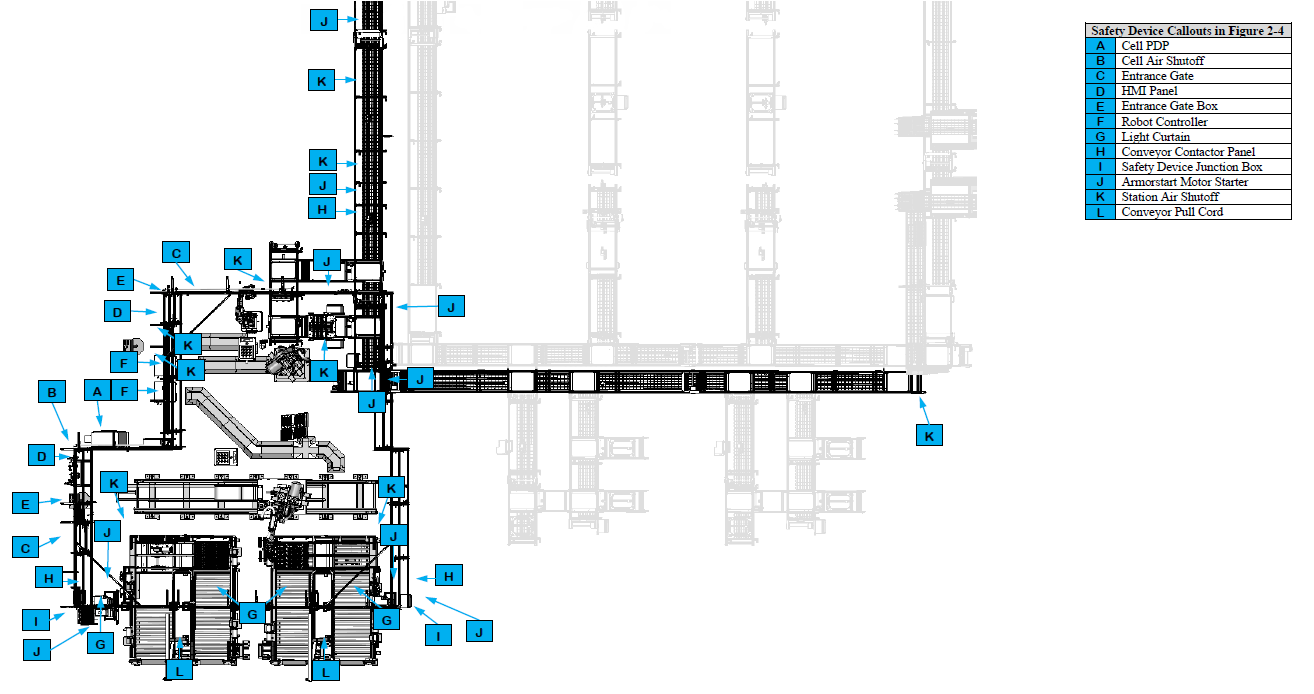 Safety Device Callouts in Figure 2-4
A Cell PDP
B Cell Air Shutoff
C Entrance Gate
D HMI Panel
E Entrance Gate Box
F Robot Controller
G Light Curtain
H Conveyor Contactor Panel
I Safety Device Junction Box
J Armorstart Motor Starter
K Station Air Shutoff
L Conveyor Pull Cord
J
K
K
J
H
C
K
J
E
D
J
K
F
K
K
J
B
A
F
J
D
K
K
K
E
J
J
C
H
H
I
G
G
G
I
J
J
L
L